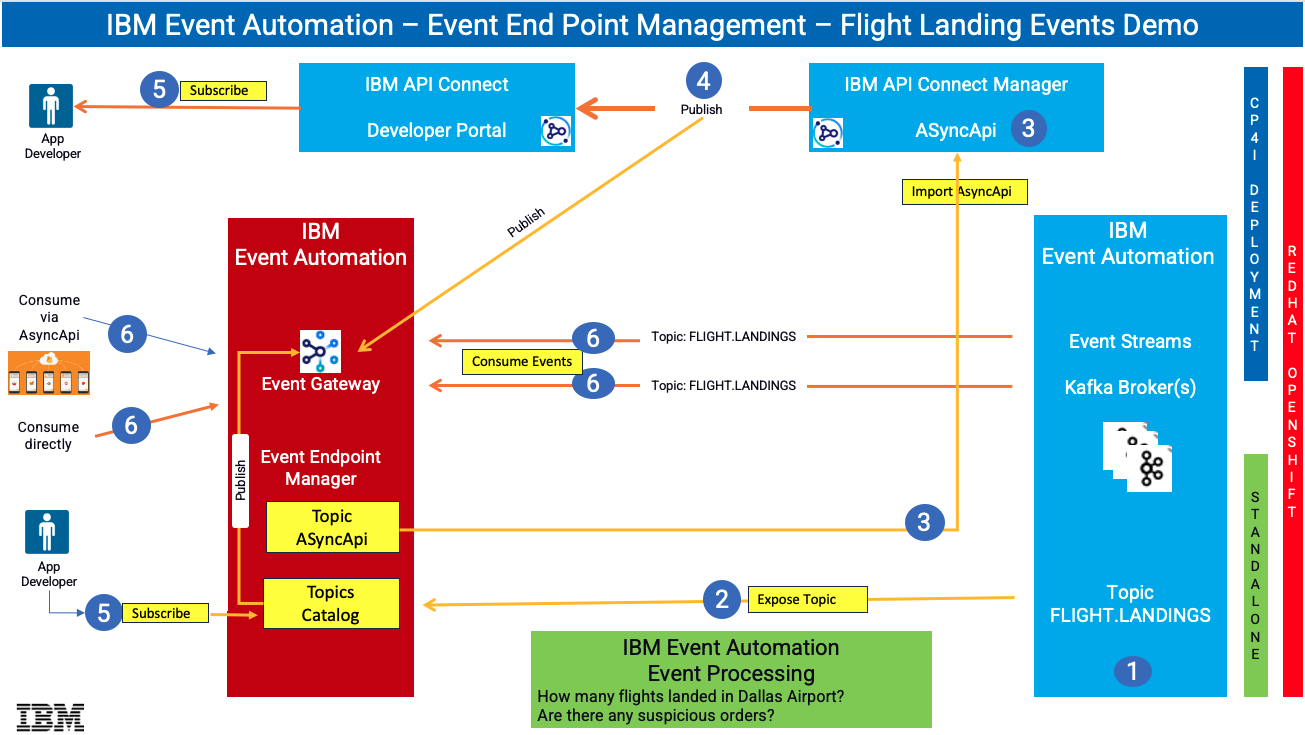 IBM Event Automation – Event End Point Management – Flight Landing Events Demo
5
Subscribe
App
Developer
IBM API Connect
Developer Portal
4
Publish
IBM API Connect Manager
ASyncApi
3
Import AsyncApi
Publish
CP4I DEPLOYMENT
REDHAT OPENSHIFT
STANDALONE
IBM
Event Automation
Event Gateway
Event Endpoint
Manager
Publish
Topic
ASyncApi
Topics
Catalog
Consume
via
AsyncApi
6
6
Consume
directly
App
Developer
5
Subscribe
6
Topic: FLIGHT.LANDINGS
Consume Events
6
Topic: FLIGHT.LANDINGS
3
2
Expose Topic
IBM
Event Automation
Event Streams
Kafka Broker(s)
Topic
FLIGHT.LANDINGS
1
IBM Event Automation
Event Processing
How many flights landed in Dallas Airport?
Are there any suspicious orders?
IBM